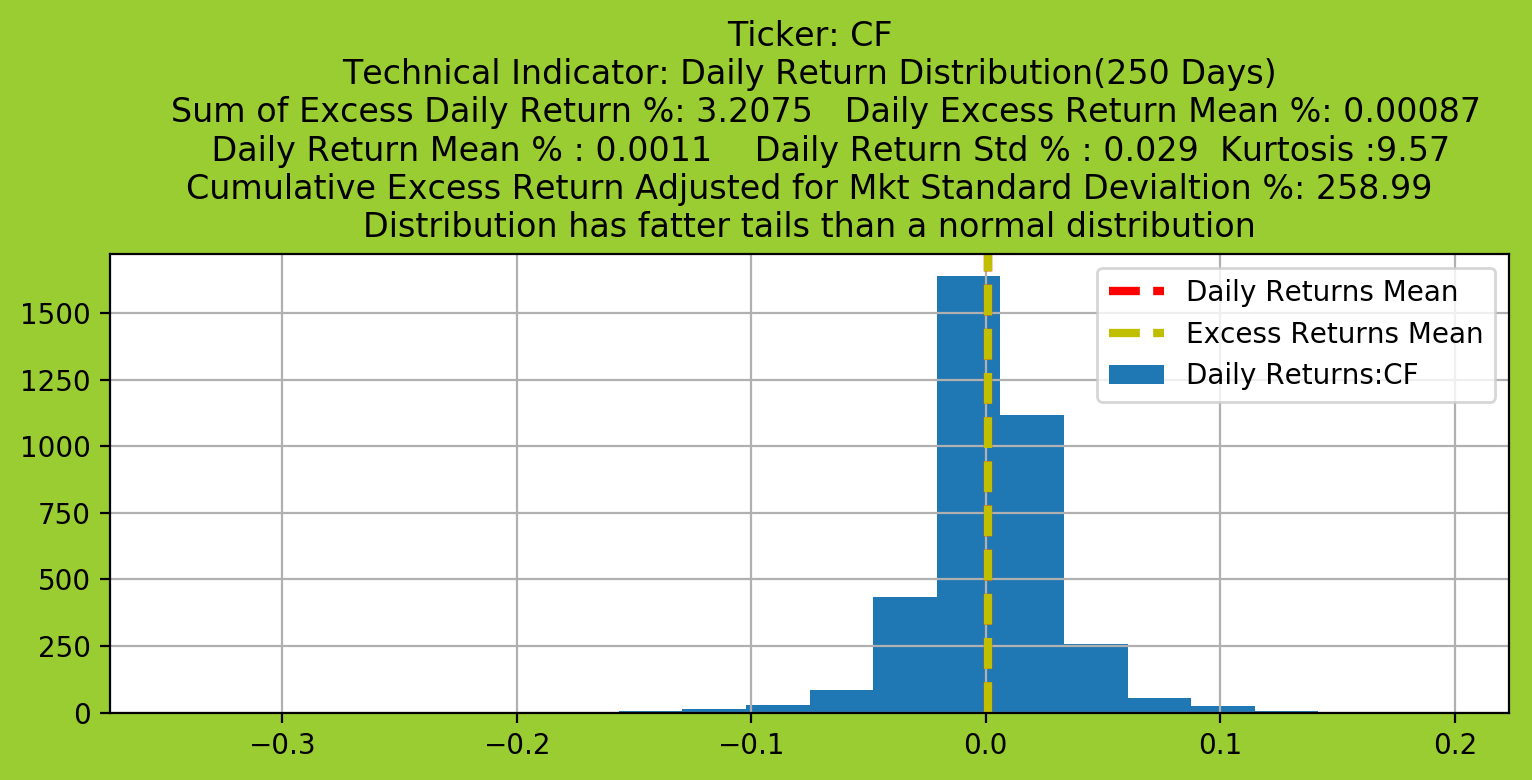 Ticker: CF
Technical Indicator: Daily Return Distribution(250 Days)
Sum of Excess Daily Return %: 3.2075   Daily Excess Return Mean %: 0.00087
Daily Return Mean % : 0.0011    Daily Return Std % : 0.029  Kurtosis :9.57
Cumulative Excess Return Adjusted for Mkt Standard Devialtion %: 258.99
Distribution has fatter tails than a normal distribution
Daily Returns Mean
Excess Returns Mean
Daily Returns:CF
1500
1250
1000
750
500
250
0
−0.3 −0.2 −0.1 0.0 0.1 0.2